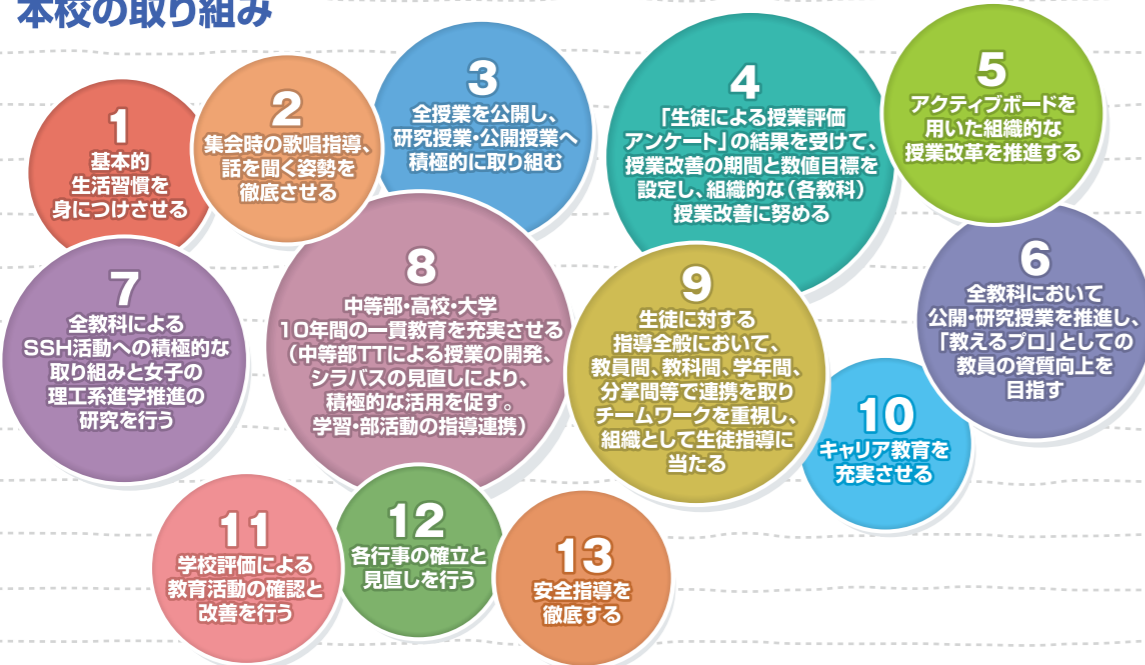 本校の取り組み
1
基本的
生活習慣を
身につけさせる
2
集会時の歌唱指導、
話を聞く姿勢を
徹底させる
3
全授業を公開し、
研究授業・公開授業へ
積極的に取り組む
4
「生徒による授業評価
アンケート」の結果を受けて、
授業改善の期間と数値目標を
設定し、組織的な（各教科）
授業改善に努める
5
アクティブボードを
用いた組織的な
授業改革を推進する
6
全教科において
公開・研究授業を推進し、
「教えるプロ」としての
教員の資質向上を
目指す
7
全教科による
SSH活動への積極的な
取り組みと女子の
理工系進学推進の
研究を行う
8
中等部・高校・大学
10年間の一貫教育を充実させる
（中等部TTによる授業の開発、
シラバスの見直しにより、
積極的な活用を促す。
学習・部活動の指導連携）
9
生徒に対する
指導全般において、
教員間、教科間、学年間、
分掌間等で連携を取り
チームワークを重視し、
組織として生徒指導に
当たる
10
キャリア教育を
充実させる
11
学校評価による
教育活動の確認と
改善を行う
12
各行事の確立と
見直しを行う
13
安全指導を
徹底する